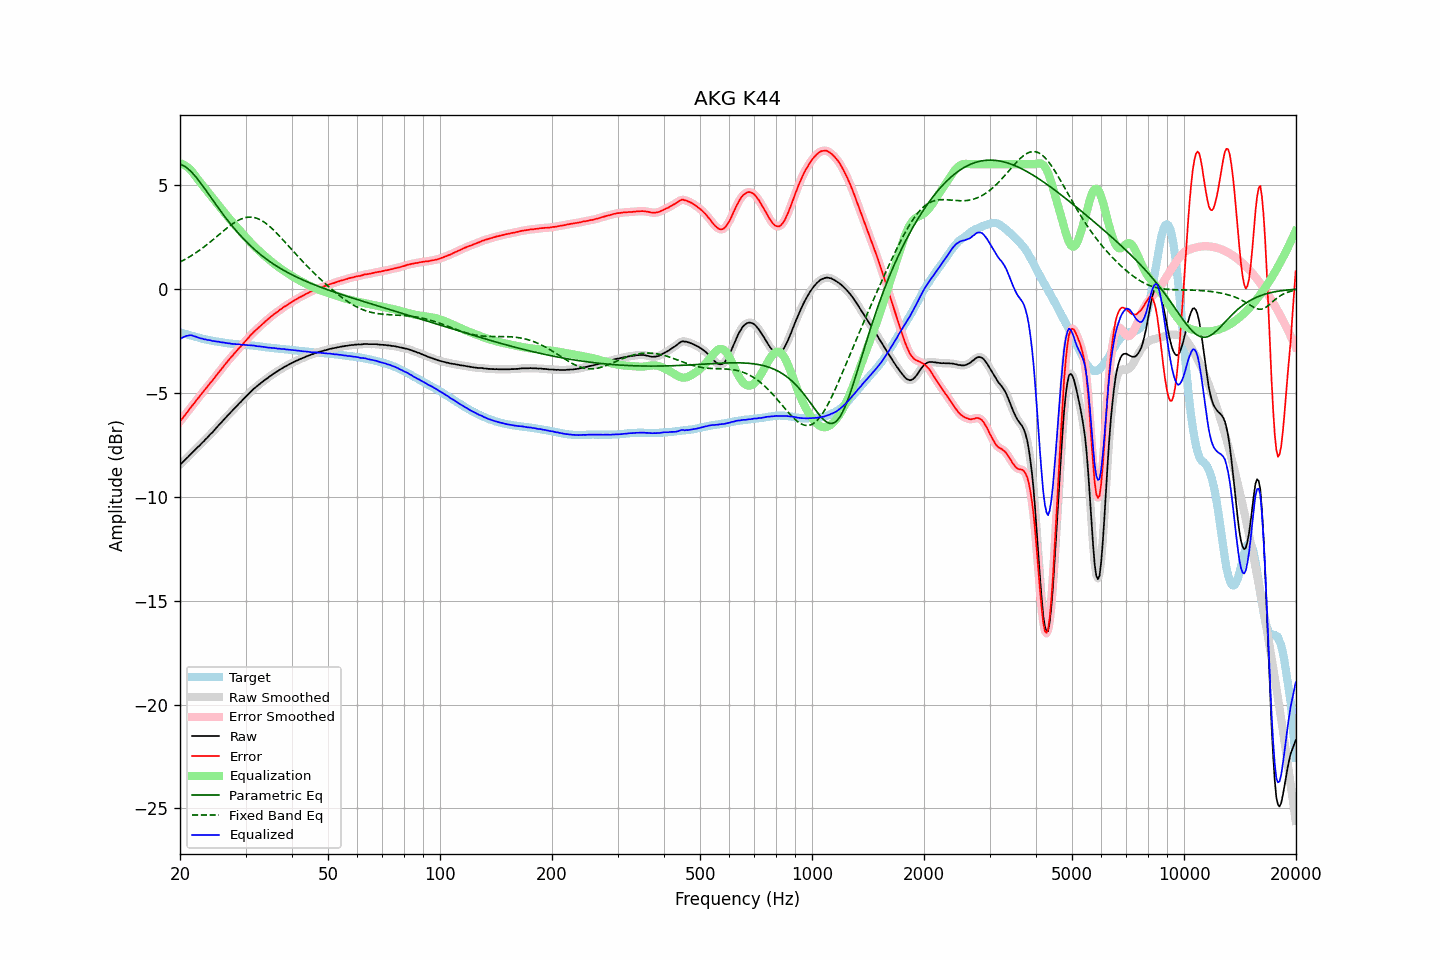 AKG K44
Amplitude (dBr)
5
0
−5
−10
−15
−20
−25
Target
Raw Smoothed
Error Smoothed
Raw
Error
Equalization
Parametric Eq
Fixed Band Eq
Equalized
20
50
100
200
500
1000
2000
5000
10000
20000
Frequency (Hz)